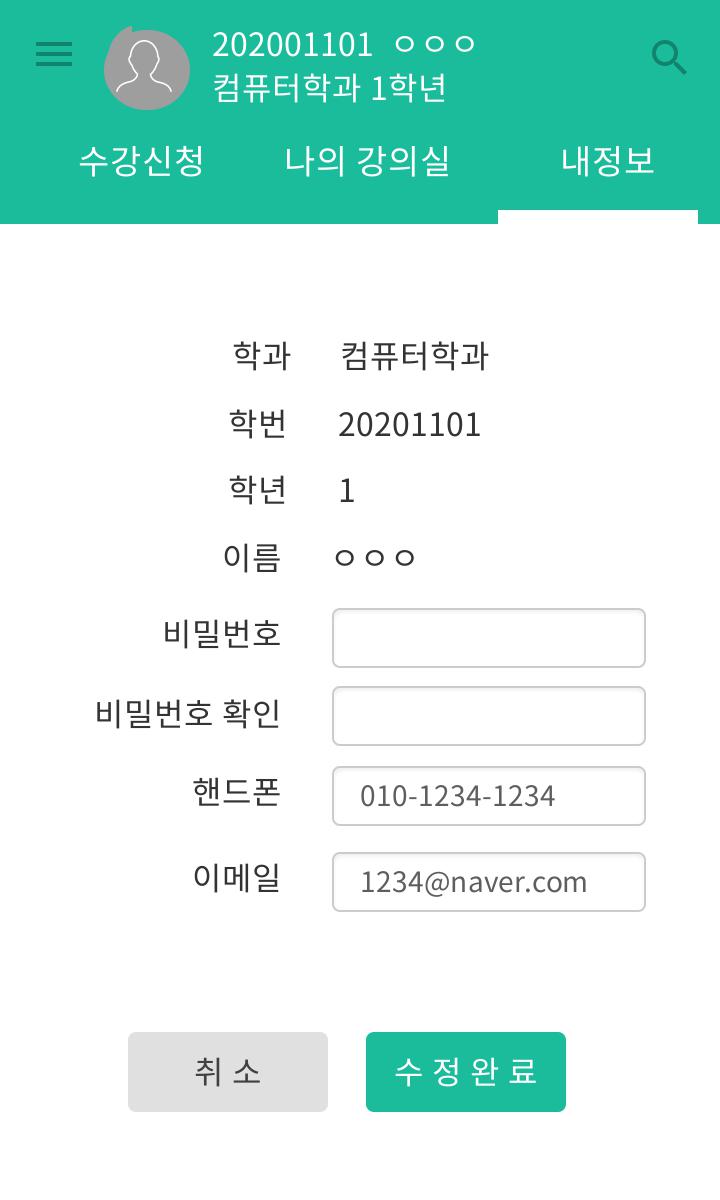 202001101 ㅇㅇㅇ
컴퓨터학과 1학년
수강신청 나의 강의실 내정보
학과 컴퓨터학과
학번 20201101
학년 1
이름 ㅇㅇㅇ
비밀번호
비밀번호 확인
핸드폰 010-1234-1234
이메일 1234@naver.com
취 소 수 정 완 료